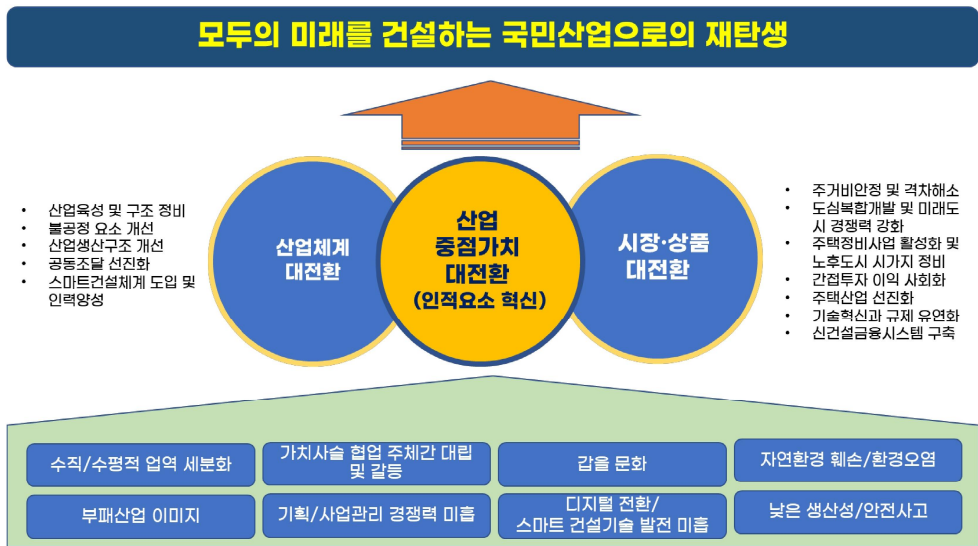 모두의 미래를 건설하는 국민산업으로의 재탄생
• 산업육성 및 구조 정비
• 불공정 요소 개선
• 산업생산구조 개선
• 공동조달 선진화
• 스마트건설체계 도입 및
인력양성
산업체계
대전환
산업
중점가치
대전환
(인적요소 혁신)
시장·상품
대전환
• 주거비안정 및 격차해소
• 도심복합개발 및 미래도
시 경쟁력 강화
• 주택정비사업 활성화 및
노후도시 시가지 정비
• 간접투자 이익 사회화
• 주택산업 선진화
• 기술혁신과 규제 유연화
• 신건설금융시스템 구축
수직/수평적 업역 세분화
가치사슬 협업 주체간 대립
및 갈등
갑을 문화
자연환경 훼손/환경오염
부패산업 이미지
기획/사업관리 경쟁력 미흡
디지털 전환/
스마트 건설기술 발전 미흡
낮은 생산성/안전사고